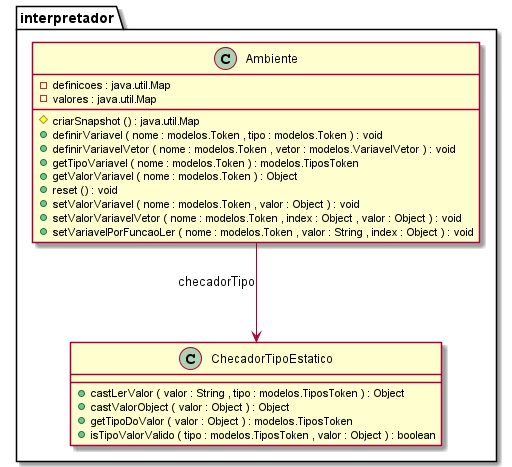 interpretador
C Ambiente
definicoes : java.util.Map
valores : java.util.Map
criarSnapshot () : java.util.Map
definirVariavel ( nome : modelos.Token , tipo : modelos.Token ) : void
definirVariavelVetor ( nome : modelos.Token , vetor : modelos.VariavelVetor ) : void
getTipoVariavel ( nome : modelos.Token ) : modelos.TiposToken
getValorVariavel ( nome : modelos.Token ) : Object
reset () : void
setValorVariavel ( nome : modelos.Token , valor : Object ) : void
setValorVariavelVetor ( nome : modelos.Token , index : Object , valor : Object ) : void
setVariavelPorFuncaoLer ( nome : modelos.Token , valor : String , index : Object ) : void
checadorTipo
C ChecadorTipoEstatico
castLerValor ( valor : String , tipo : modelos.TiposToken ) : Object
castValorObject ( valor : Object ) : Object
getTipoDoValor ( valor : Object ) : modelos.TiposToken
isTipoValorValido ( tipo : modelos.TiposToken , valor : Object ) : boolean